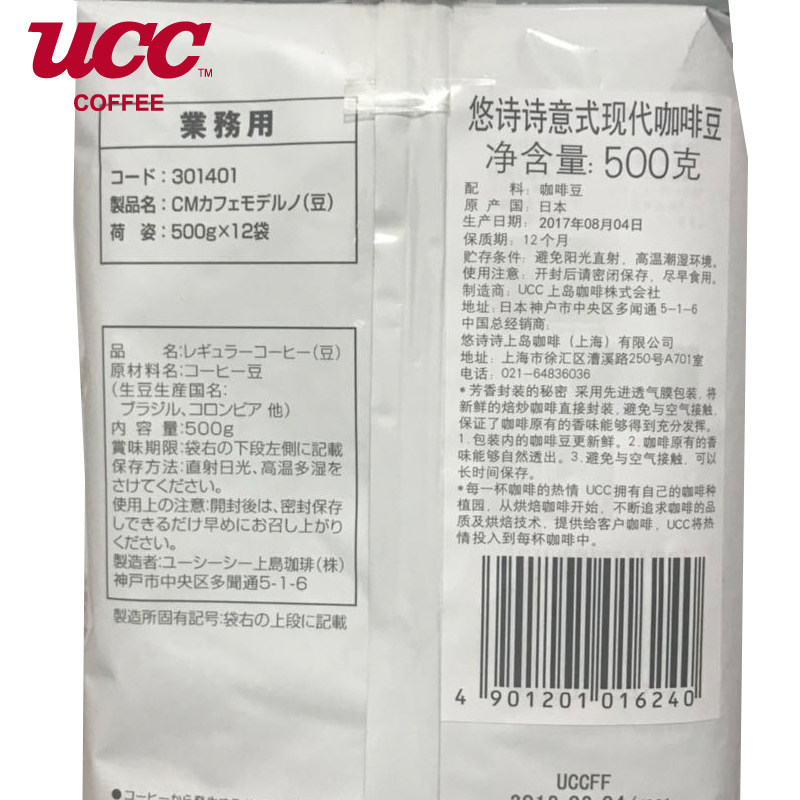 UCC
TM
COFFEE
業務用
コード：301401
製品名：CMカフェモデルノ（豆）
荷　姿：500g×12袋
品　　名：レギュラーコーヒー（豆）
原材料名：コーヒー豆
（生豆生産国名：
ブラジル、コロンビア 他）
内 容 量：500g
賞味期限：袋右の下段左側に記載
保存方法：直射日光、高温多湿を
さけてください。
使用上の注意：開封後は、密封保存
しできるだけ早めにお召し上がり
ください。
製造者：ユーシーシー上島珈琲（株）
神戸市中央区多聞通5-1-6
製造所固有記号：袋右の上段に記載
悠诗诗意式现代咖啡豆
净含量：500克
配　　料：咖啡豆
原 产 国：日本
生产日期：2017年08月04日
保质期：12个月
贮存条件：避免阳光直射，高温潮湿环境。
使用注意：开封后请密闭保存，尽早食用。
制造商：UCC上岛咖啡株式会社
地址：日本神户市中央区多闻通5-1-6
中国总经销商：
悠诗诗上岛咖啡（上海）有限公司
地址：上海市徐汇区漕溪路250号A701室
电话：021-64836036
*芳香封装的秘密 采用先进透气膜包装，将
新鲜的焙炒咖啡直接封装，避免与空气接触，
保证了咖啡原有的香味能够得到充分发挥。
1.包装内的咖啡豆更新鲜。2.咖啡原有的香
味能够自然透出。3.避免与空气接触，可以
长时间保存。
*每一杯咖啡的热情 UCC拥有自己的咖啡种
植园，从烘焙咖啡开始，不断追求咖啡的品
质及烘焙技术，提供给客户咖啡，UCC将热
情投入到每杯咖啡中。
4 901201 016240
UCCFF